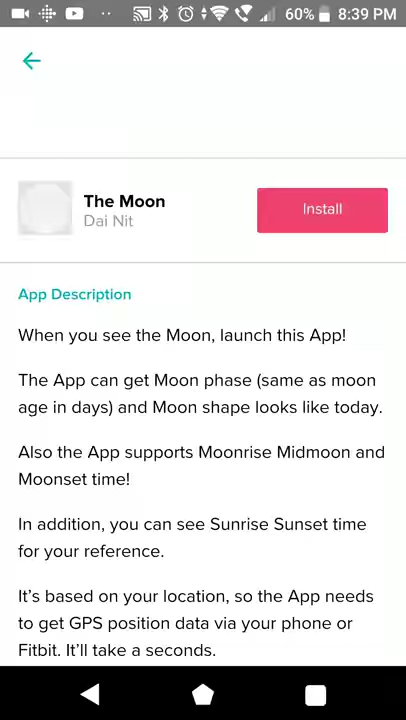 60% 8:39 PM
The Moon
Dai Nit
Install
App Description
When you see the Moon, launch this App!
The App can get Moon phase (same as moon
age in days) and Moon shape looks like today.
Also the App supports Moonrise Midmoon and
Moonset time!
In addition, you can see Sunrise Sunset time
for your reference.
It’s based on your location, so the App needs
to get GPS position data via your phone or
Fitbit. It’ll take a seconds.